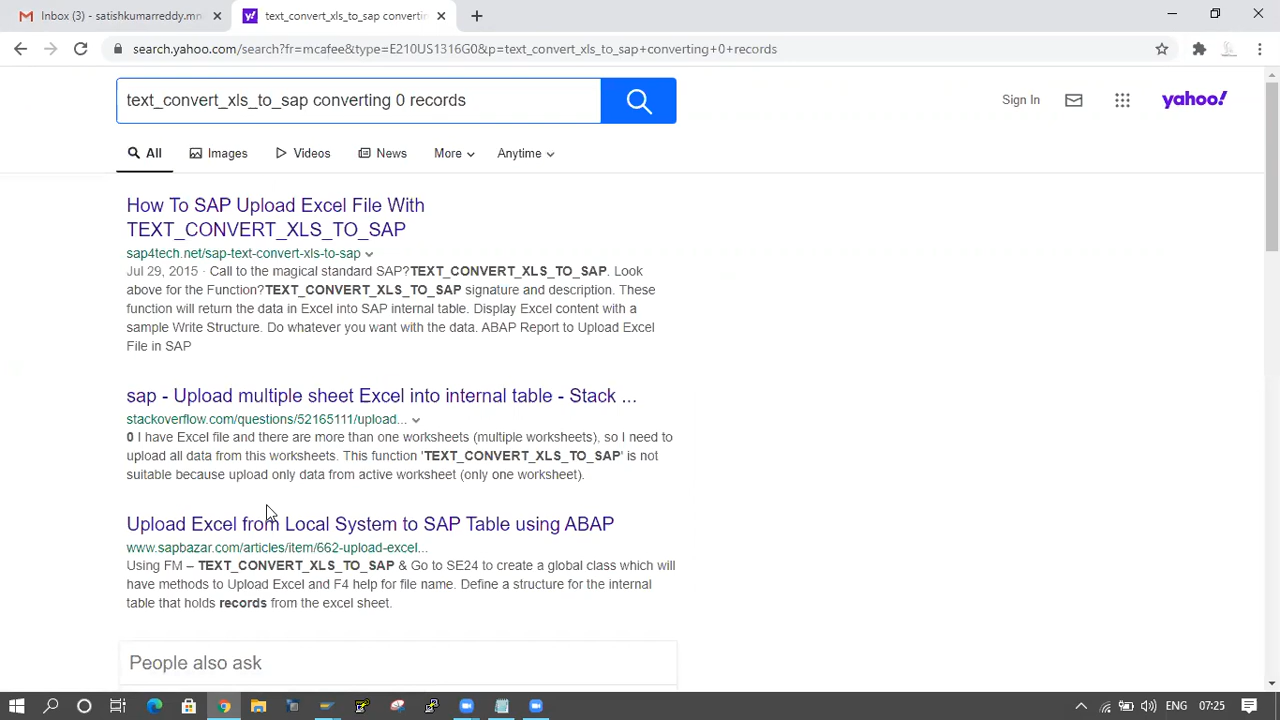 Inbox (3) - satishkumarreddy.mn
text_convert_xls_to_sap convertin
search.yahoo.com/search?fr=mcafee&type=E210US1316G0&p=text_convert_xls_to_sap+converting+0+records
text_convert_xls_to_sap converting 0 records
Sign In
yahoo!
All Images Videos News More Anytime
How To SAP Upload Excel File With
TEXT_CONVERT_XLS_TO_SAP
sap4tech.net/sap-text-convert-xls-to-sap
Jul 29, 2015 · Call to the magical standard SAP?TEXT_CONVERT_XLS_TO_SAP. Look
above for the Function?TEXT_CONVERT_XLS_TO_SAP signature and description. These
function will return the data in Excel into SAP internal table. Display Excel content with a
sample Write Structure. Do whatever you want with the data. ABAP Report to Upload Excel
File in SAP
sap - Upload multiple sheet Excel into internal table - Stack ...
stackoverflow.com/questions/52165111/upload...
0 I have Excel file and there are more than one worksheets (multiple worksheets), so I need to
upload all data from this worksheets. This function 'TEXT_CONVERT_XLS_TO_SAP' is not
suitable because upload only data from active worksheet (only one worksheet).
Upload Excel from Local System to SAP Table using ABAP
www.sapbazar.com/articles/item/662-upload-excel...
Using FM – TEXT_CONVERT_XLS_TO_SAP & Go to SE24 to create a global class which will
have methods to Upload Excel and F4 help for file name. Define a structure for the internal
table that holds records from the excel sheet.
People also ask
ENG 07:25